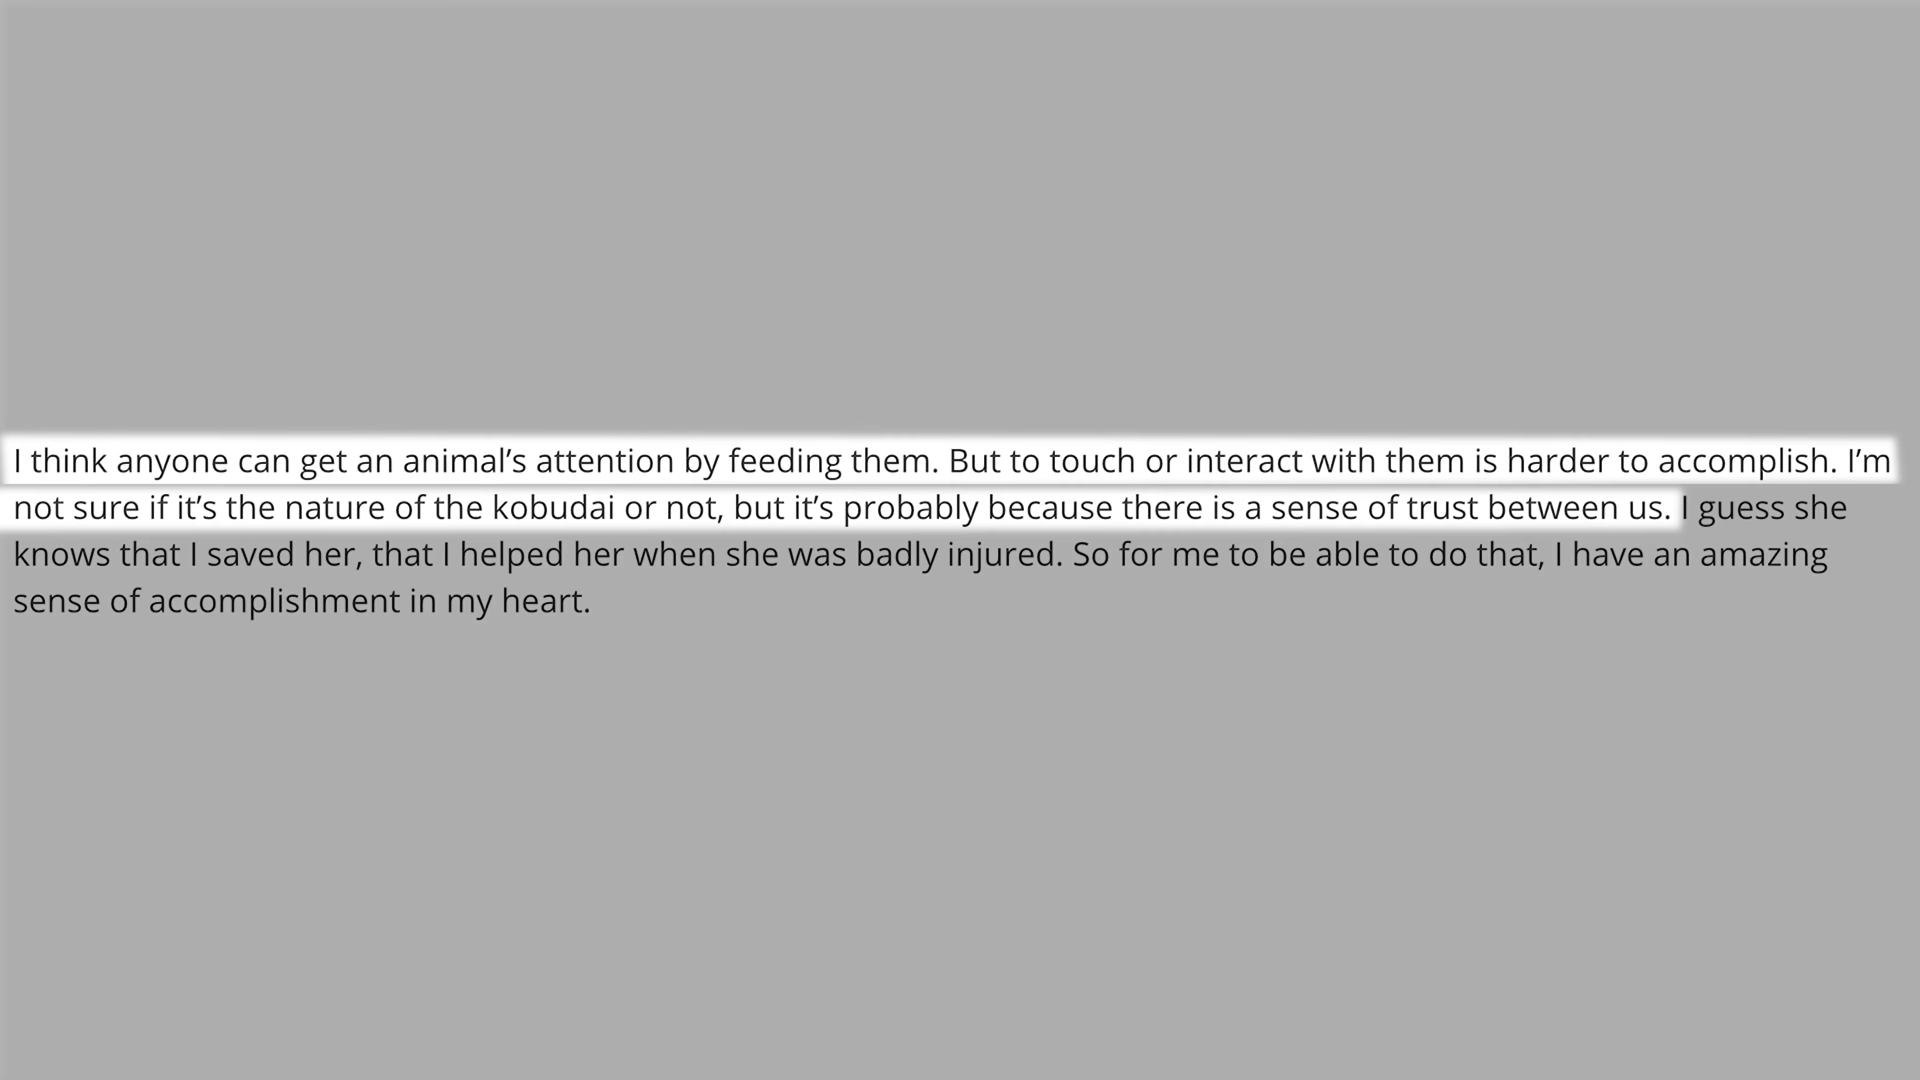 I think anyone can get an animal’s attention by feeding them. But to touch or interact with them is harder to accomplish. I’m
not sure if it’s the nature of the kobudai or not, but it’s probably because there is a sense of trust between us. I guess she
knows that I saved her, that I helped her when she was badly injured. So for me to be able to do that, I have an amazing
sense of accomplishment in my heart.